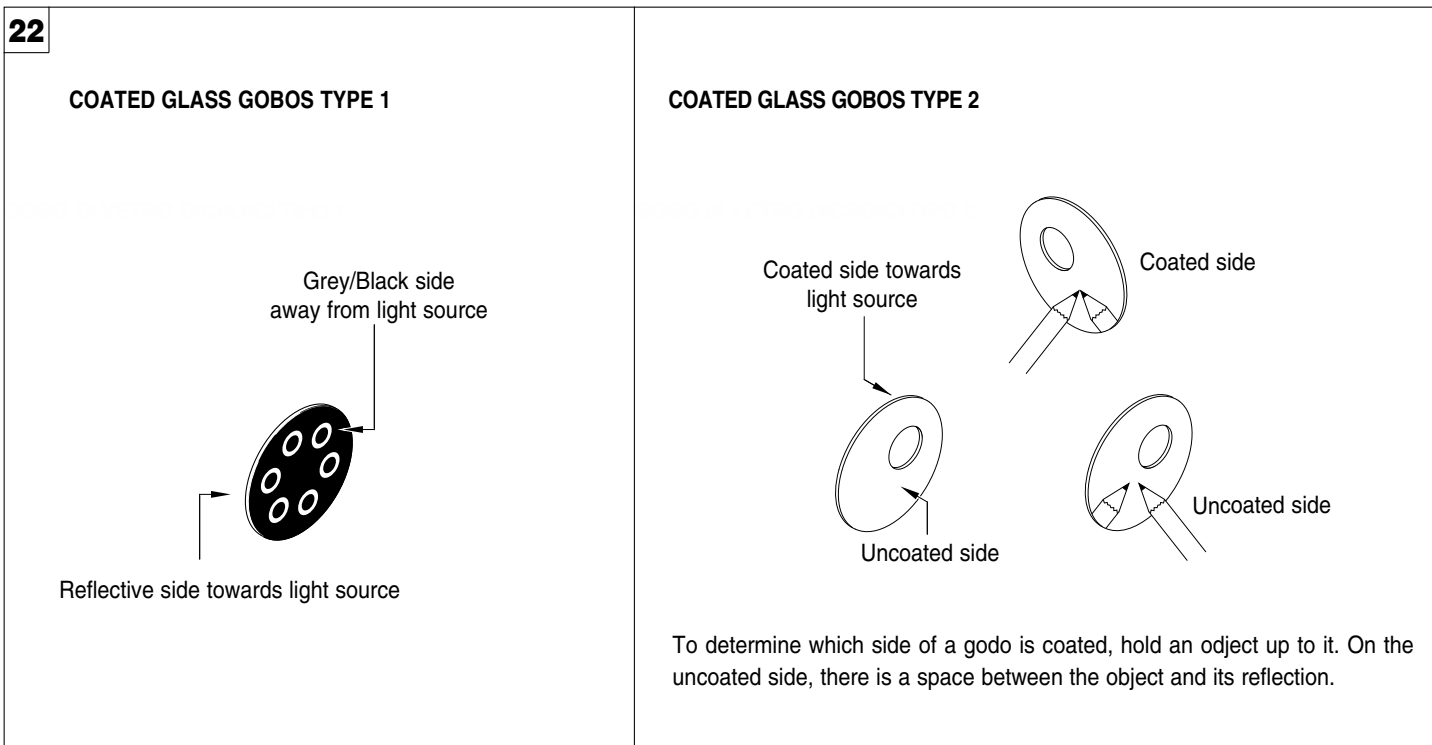 22
COATED GLASS GOBOS TYPE 1
Grey/Black side
away from light source
Reflective side towards light source
COATED GLASS GOBOS TYPE 2
Coated side towards
light source
Coated side
Uncoated side
Uncoated side
To determine which side of a godo is coated, hold an odject up to it. On the
uncoated side, there is a space between the object and its reflection.